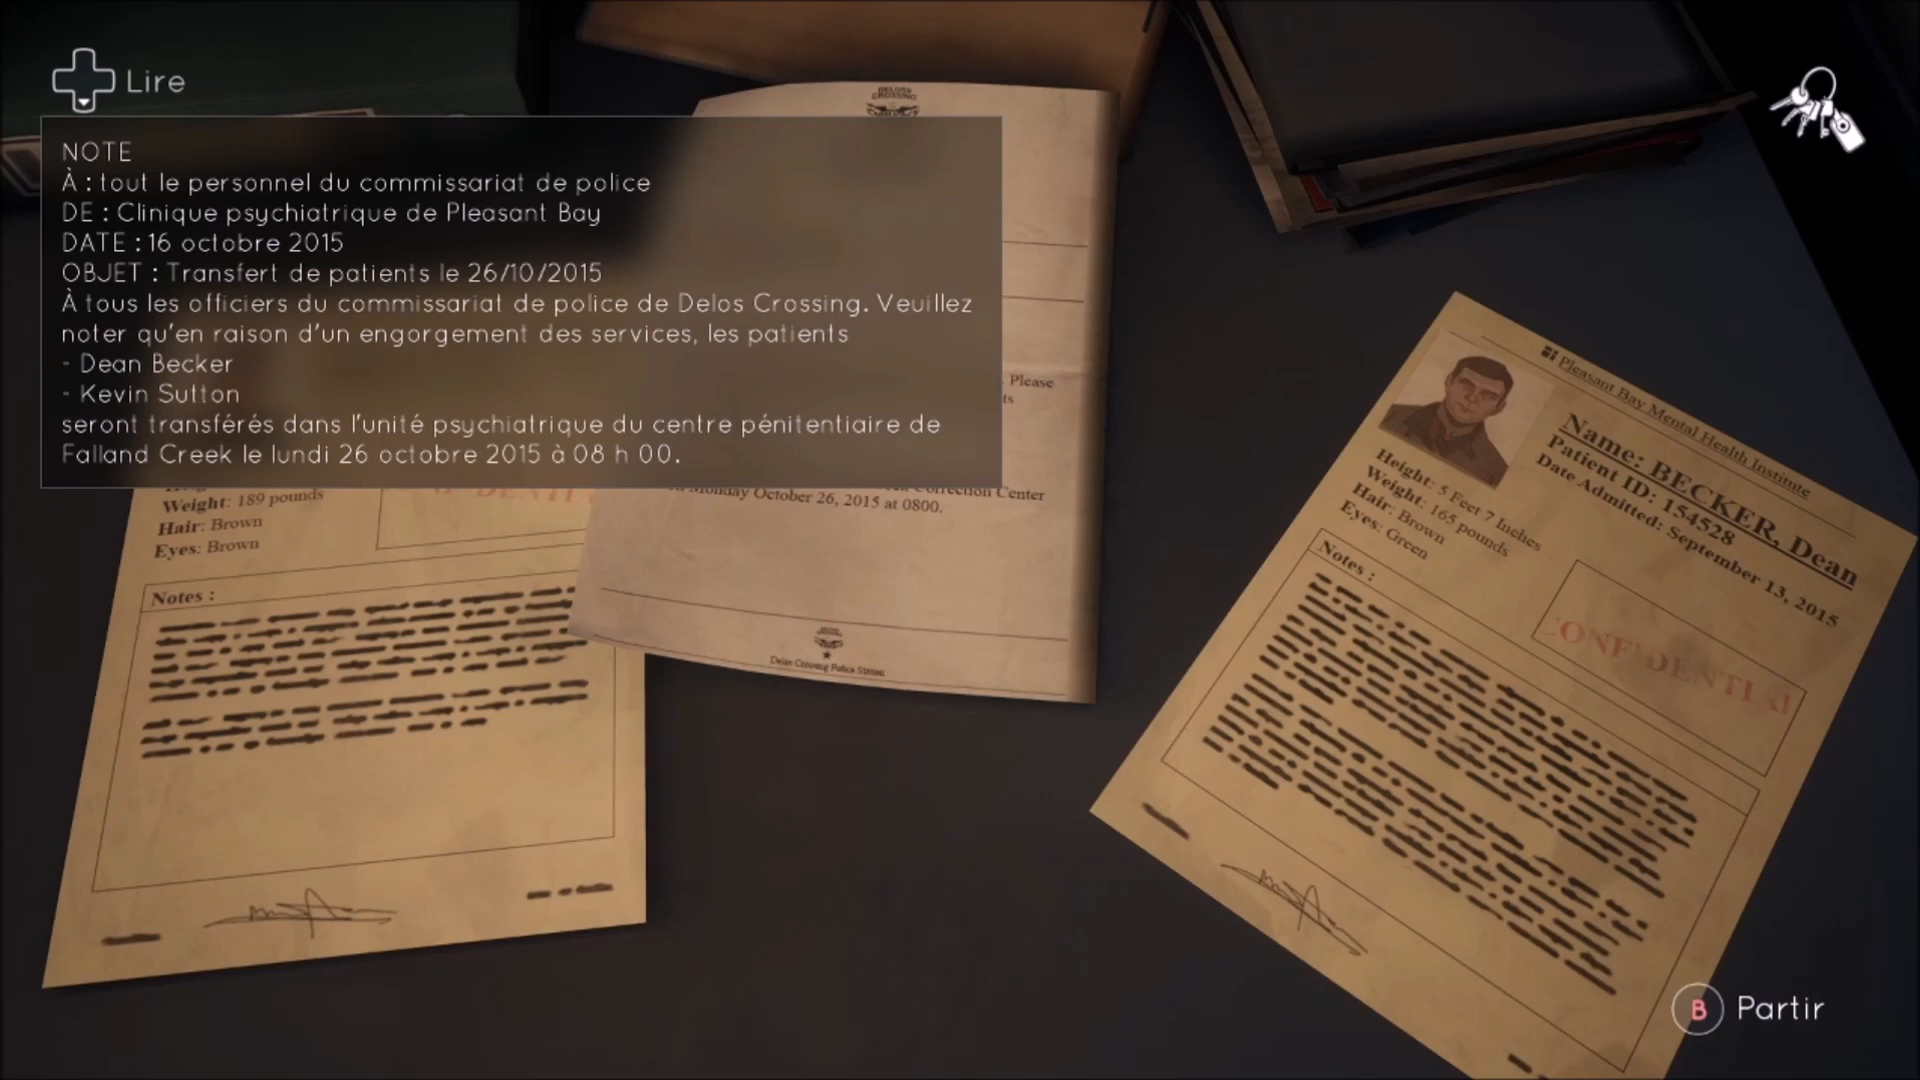 Lire
NOTE
À : tout le personnel du commissariat de police
DE : Clinique psychiatrique de Pleasant Bay
DATE : 16 octobre 2015
OBJET : Transfert de patients le 26/10/2015
À tous les officiers du commissariat de police de Delos Crossing. Veuillez
noter qu'en raison d'un engorgement des services, les patients
- Dean Becker
- Kevin Sutton
seront transférés dans l'unité psychiatrique du centre pénitentiaire de
Falland Creek le lundi 26 octobre 2015 à 08 h 00.
DELOSS
CROSSING
. Please
Correction Center
Monday October 26, 2015 at 0800.
Delos Crossing Police Station
Weight: 189 pounds
Hair: Brown
Eyes: Brown
Notes :
Pleasant Bay Mental Health Institute
Name: BECKER, Dean
Patient ID: 154528
Date Admitted: September 13, 2015
Height: 5 Feet 7 Inches
Weight: 165 pounds
Hair: Brown
Eyes: Green
CONFIDENTIAL
Notes :
B Partir